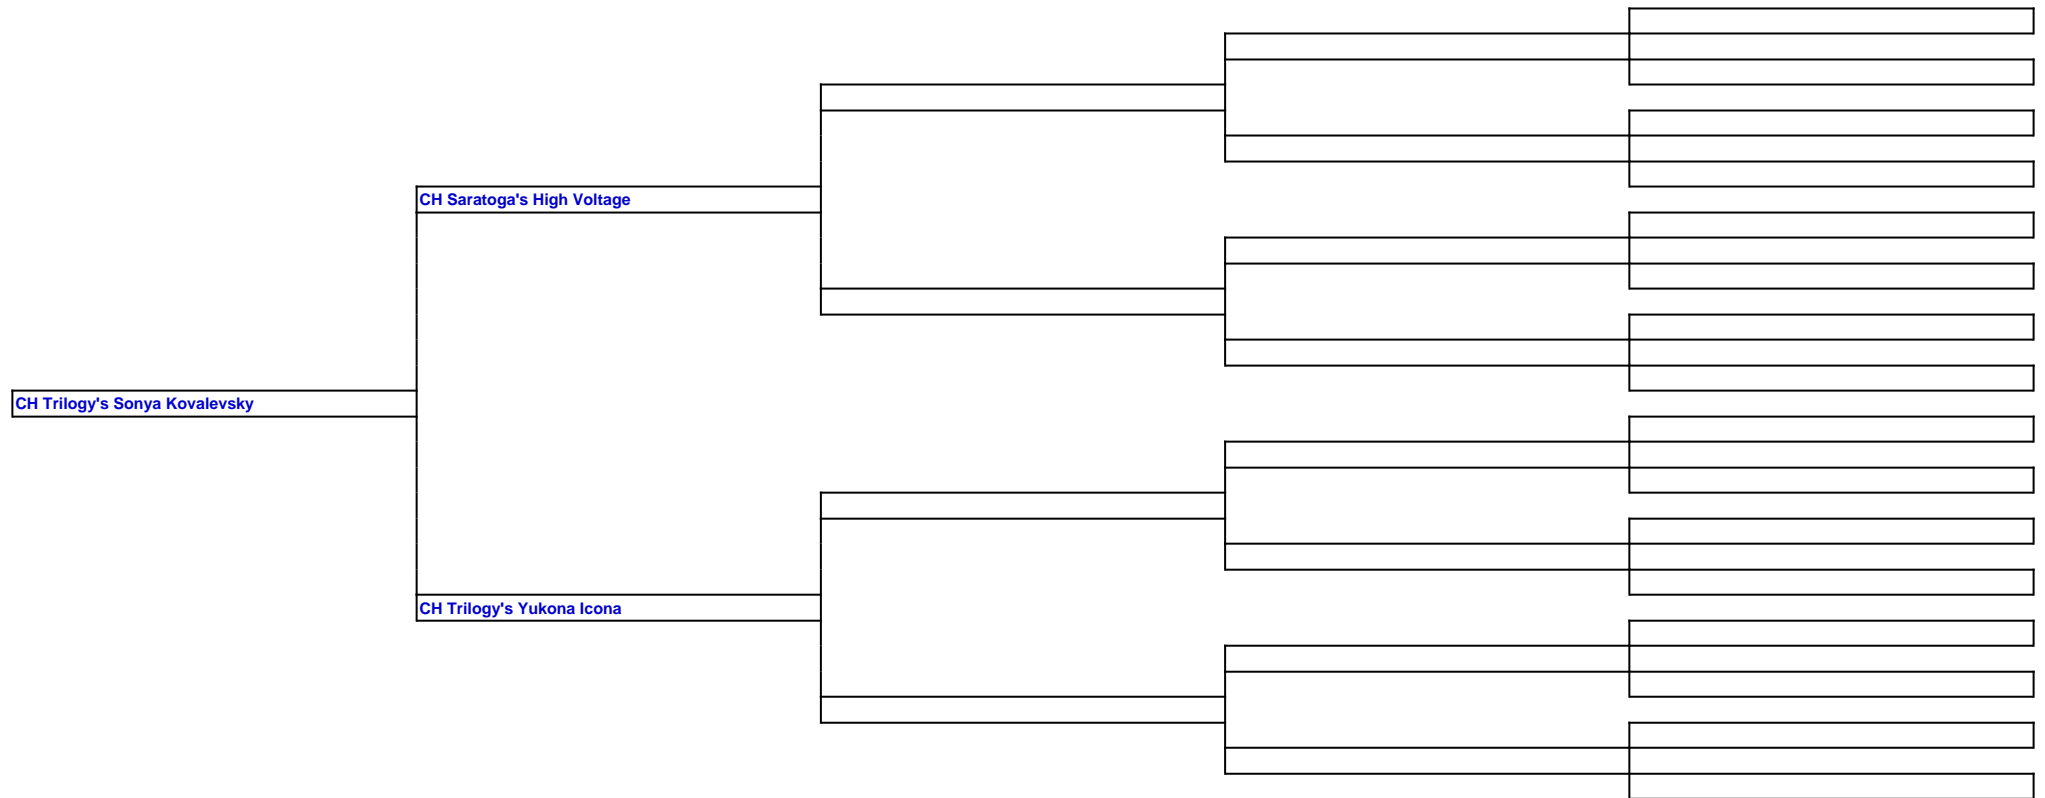 CH Saratoga's High Voltage
CH Trilogy's Sonya Kovalevsky
CH Trilogy's Yukona Icona